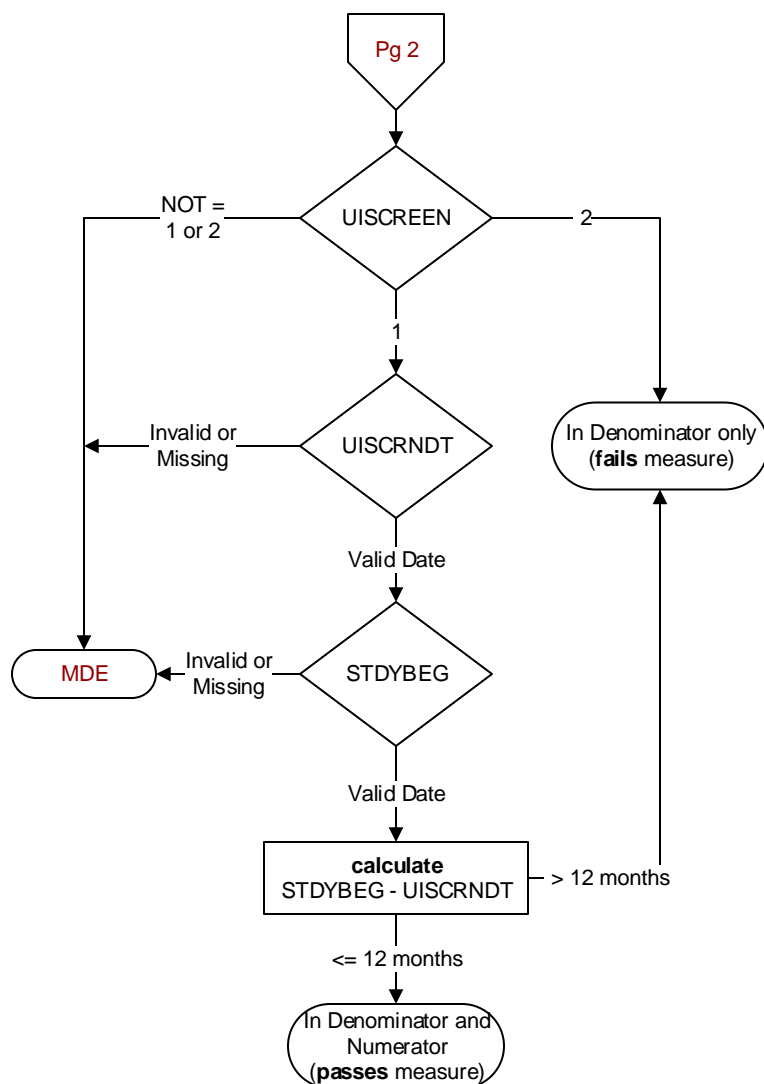 Pg 2
UISCREEN
NOT =
1 or 2
2
1
UISCRNDT
Invalid or
Missing
In Denominator only
(fails measure)
Valid Date
STDYBEG
Invalid or
Missing
MDE
Valid Date
calculate
STDYBEG - UISCRNDT
> 12 months
<= 12 months
In Denominator and
Numerator
(passes measure)